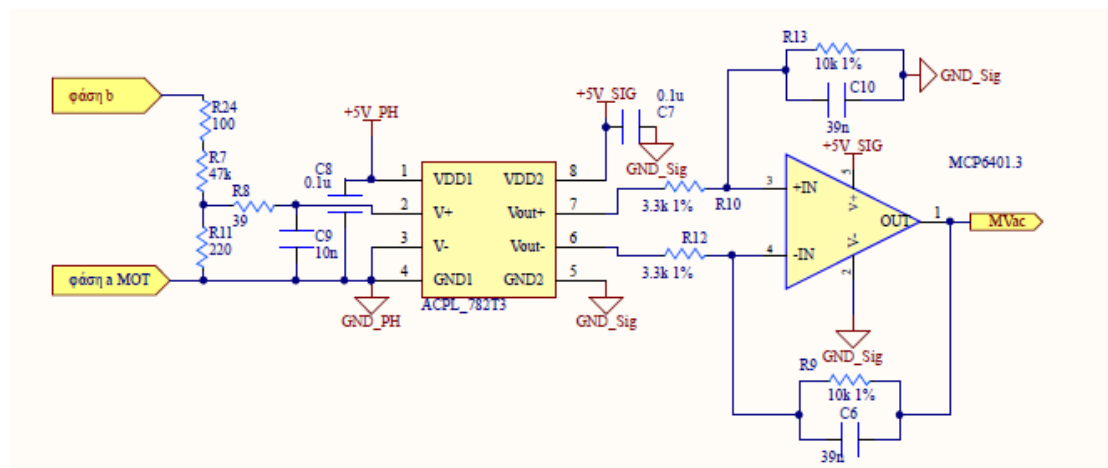 φάση b
R24
100
R7
47k
R8
39
R11
220
φάση a MOT
C9
10n
C8
0.1u
+5V_PH
GND_PH
1
2
3
4
VDD1
V+
V-
GND1
VDD2
Vout+
Vout-
GND2
8
7
6
5
ACPL_782T3
+5V_SIG
0.1u
C7
GND_Sig
GND_Sig
3.3k 1%
R10
R12
3.3k 1%
R13
10k 1%
C10
39n
GND_Sig
+5V_SIG
MCP6401.3
3
+IN
4
-IN
5
V+
V-
2
OUT
1
MVac
GND_Sig
R9
10k 1%
C6
39n